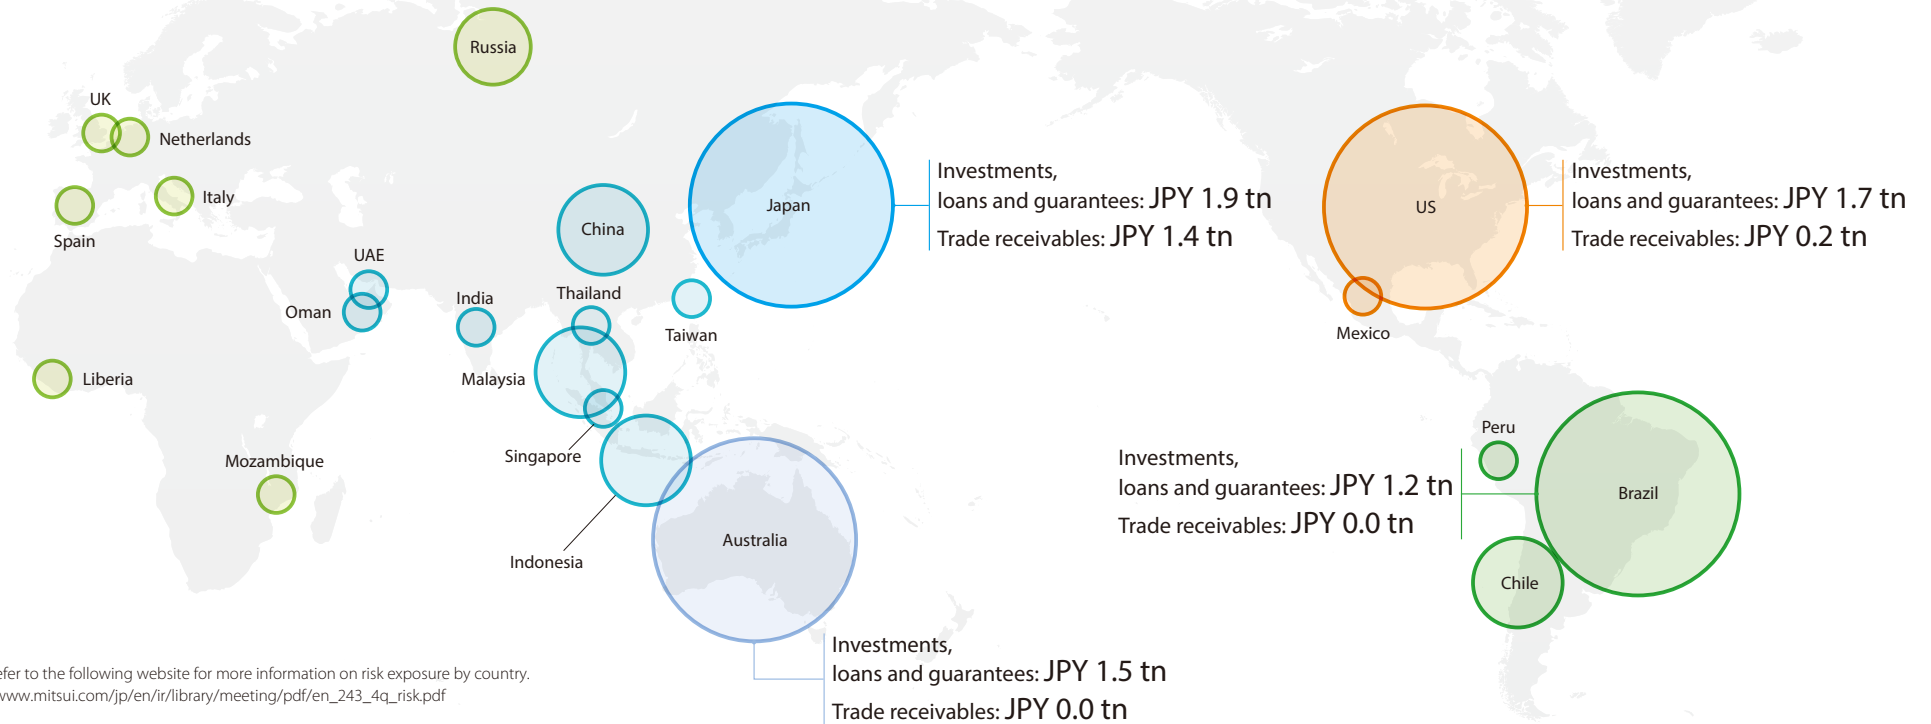 Russia
UK
Netherlands
Italy
Spain
UAE
Oman
Liberia
Mozambique
India
China
Thailand
Taiwan
Malaysia
Singapore
Indonesia
Japan
Investments,
loans and guarantees: JPY 1.9 tn
Trade receivables: JPY 1.4 tn
US
Investments,
loans and guarantees: JPY 1.7 tn
Trade receivables: JPY 0.2 tn
Mexico
Peru
Brazil
Chile
Investments,
loans and guarantees: JPY 1.2 tn
Trade receivables: JPY 0.0 tn
Australia
Investments,
loans and guarantees: JPY 1.5 tn
Trade receivables: JPY 0.0 tn
efer to the following website for more information on risk exposure by country.
www.mitsui.com/jp/en/ir/library/meeting/pdf/en_243_4q_risk.pdf